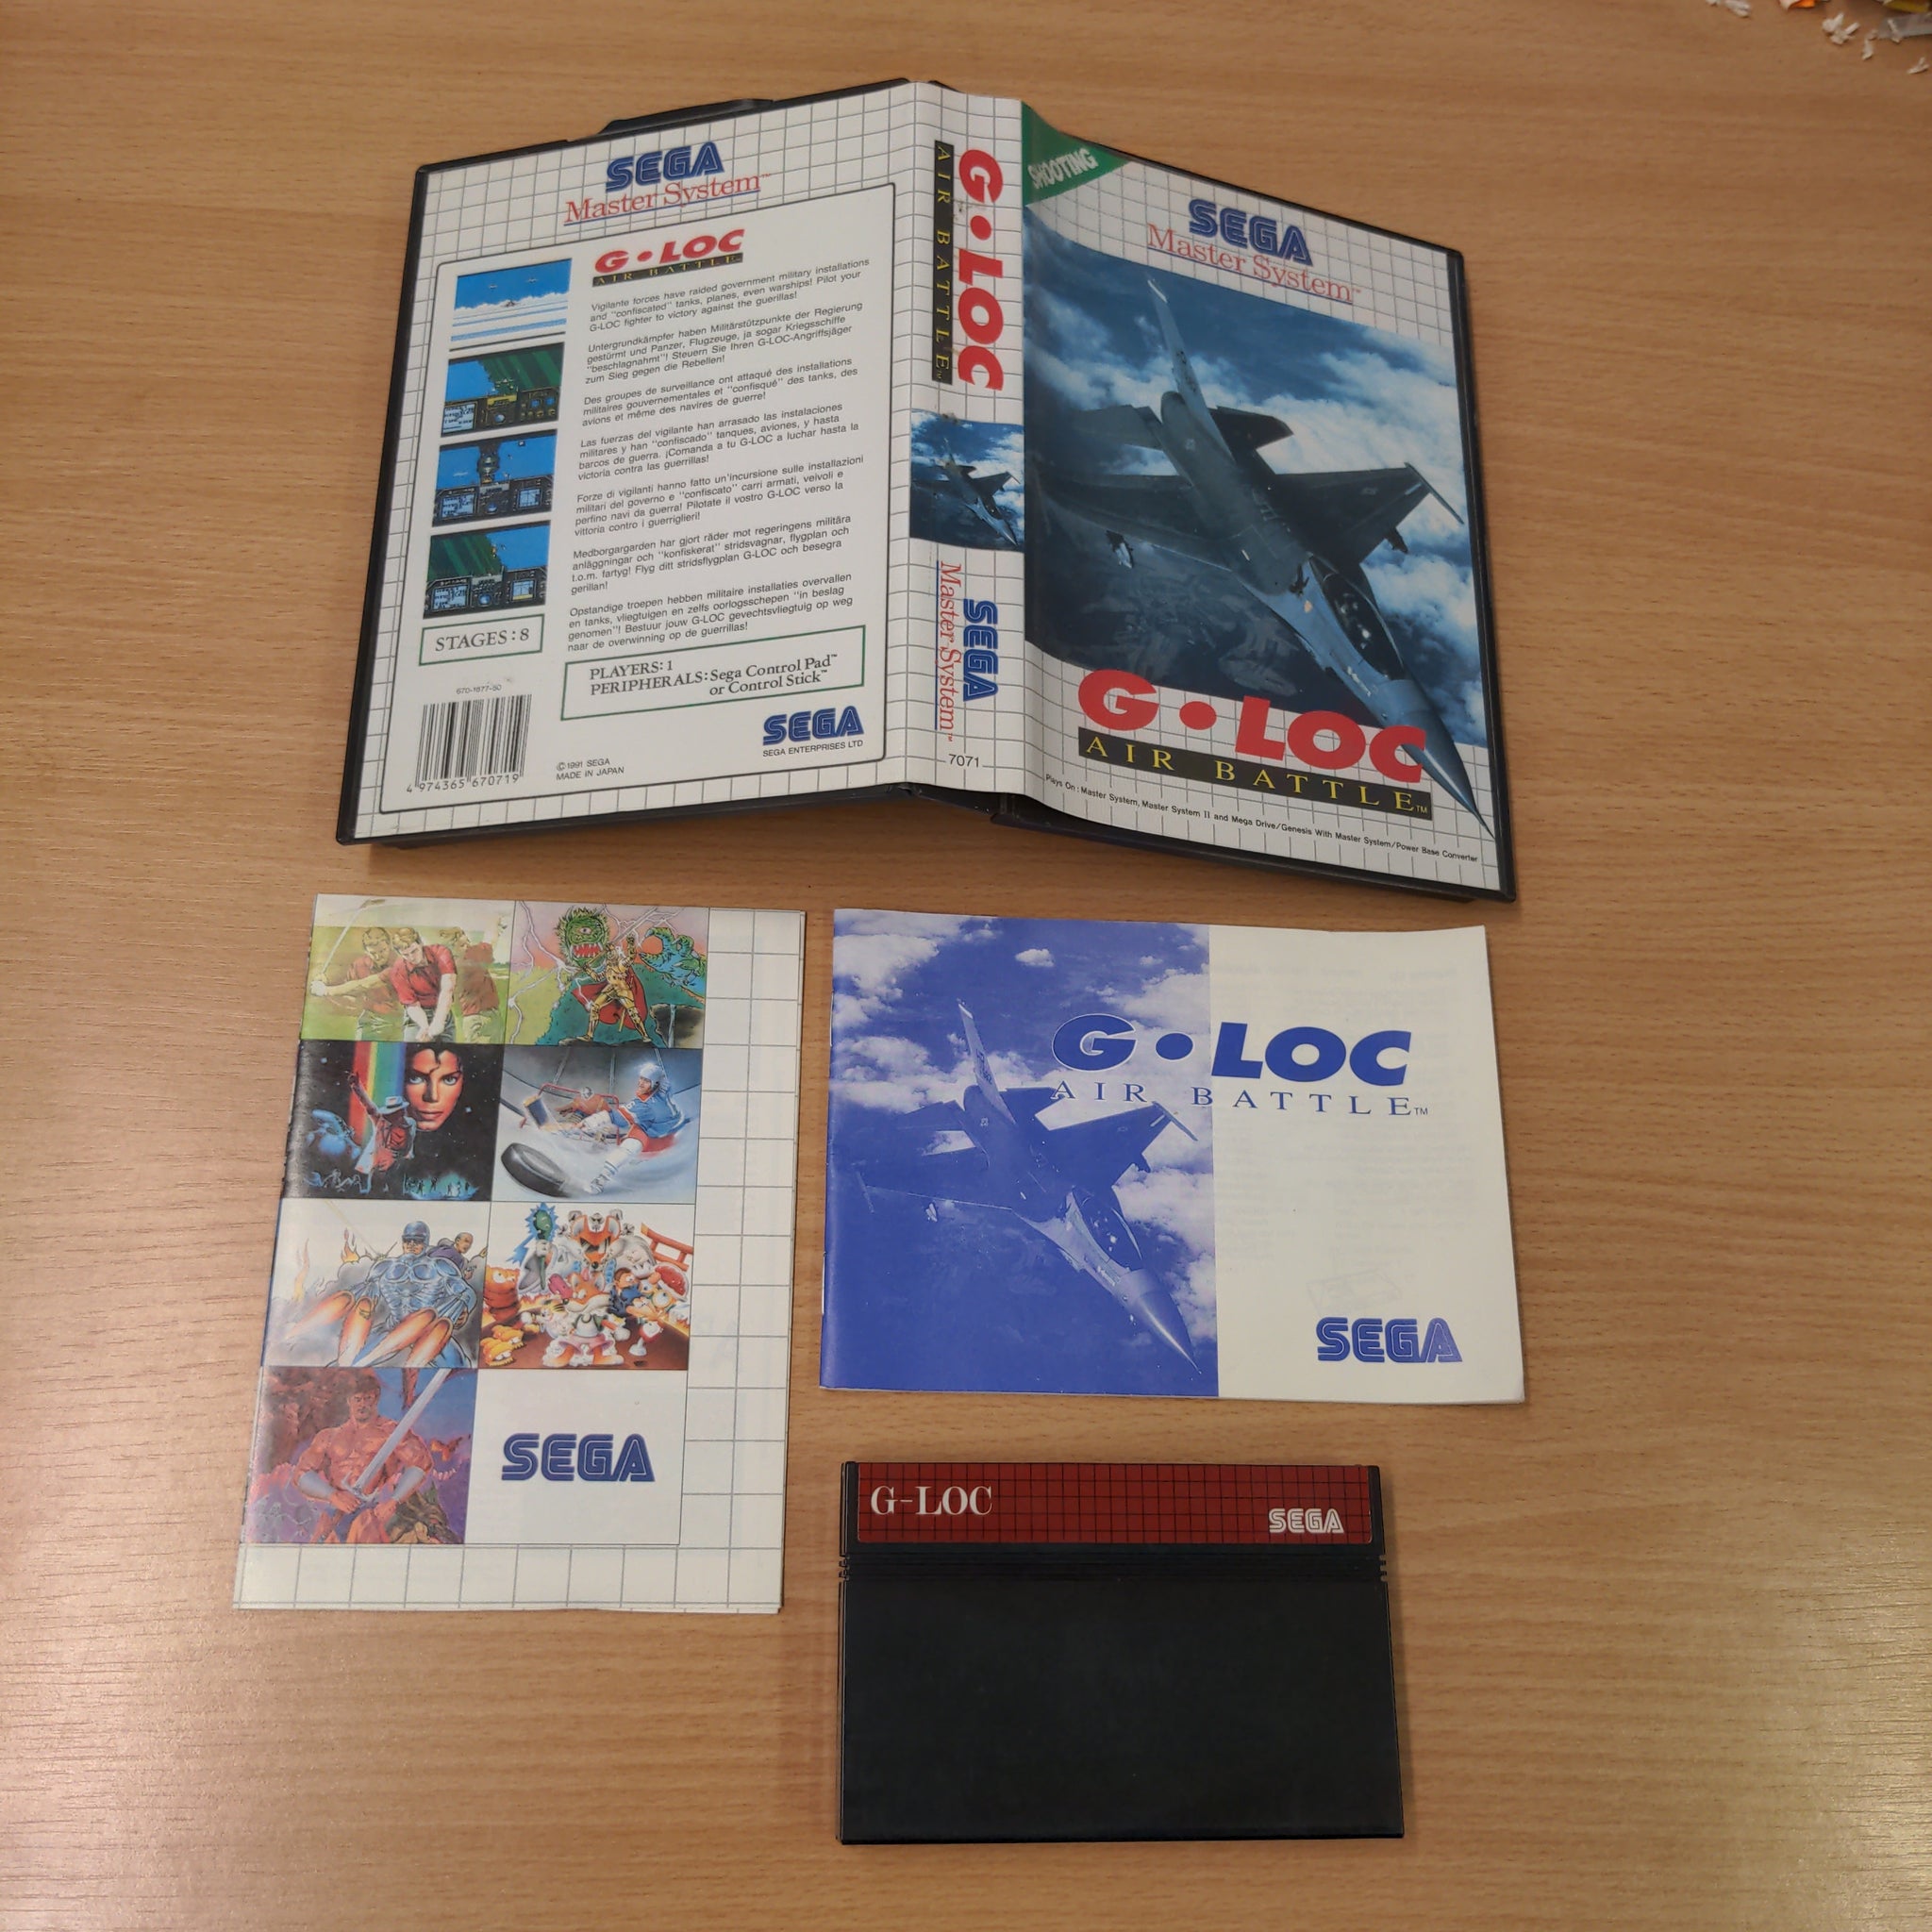 SEGA
Master System™
G·LOC
AIR BATTLE
Vigilante forces have raided government military installations
and "confiscated" tanks, planes, even warships! Pilot your
G-LOC fighter to victory against the guerillas!
Untergrundkämpfer haben Militärstützpunkte der Regierung
gestürmt und Panzer, Flugzeuge, ja sogar Kriegsschiffe
"beschlagnahmt"! Steuern Sie Ihren G-LOC-Angriffsjäger
zum Sieg gegen die Rebellen!
Des groupes de surveillance ont attaqué des installations
militaires gouvernementales et "confisqué" des tanks, des
avions et même des navires de guerre!
Las fuerzas del vigilante han arrasado las instalaciones
militares y han "confiscado" tanques, aviones, y hasta
barcos de guerra. ¡Comanda a tu G-LOC a luchar hasta la
victoria contra las guerrillas!
Forze di vigilanti hanno fatto un'incursione sulle installazioni
militari del governo e "confiscato" carri armati, veivoli e
perfino navi da guerra! Pilotate il vostro G-LOC verso la
vittoria contro i guerriglieri!
Medborgargarden har gjort räder mot regeringens militära
anläggningar och "konfiskerat" stridsvagnar, flygplan och
t.o.m. fartyg! Flyg ditt stridsflygplan G-LOC och besegra
gerillan!
Opstandige troepen hebben militaire installaties overvallen
en tanks, vliegtuigen en zelfs oorlogsschepen "in beslag
genomen"! Bestuur jouw G-LOC gevechtsvliegtuig op weg
naar de overwinning op de guerrillas!
STAGES: 8
PLAYERS: 1
PERIPHERALS: Sega Control Pad™
or Control Stick™
670-1877-50
4 974365 670719
©1991 SEGA
MADE IN JAPAN
SEGA
SEGA ENTERPRISES LTD
G·LOC
AIR BATTLE™
SEGA
Master System™
7071
SHOOTING
SEGA
Master System™
G·LOC
AIR BATTLE™
Plays On: Master System, Master System II and Mega Drive/Genesis With Master System/Power Base Converter
SEGA
G·LOC
AIR BATTLE™
SEGA
G-LOC
SEGA